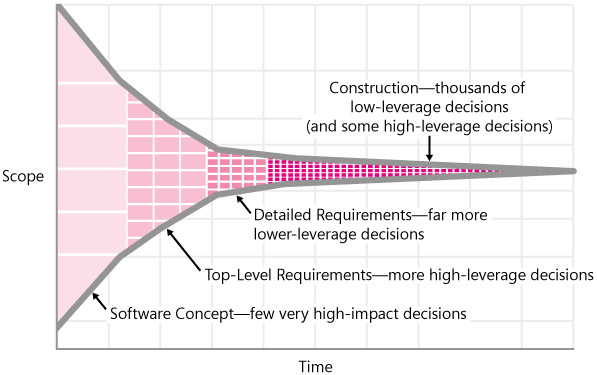 Construction—thousands of
low-leverage decisions
(and some high-leverage decisions)
Scope
Detailed Requirements—far more
lower-leverage decisions
Top-Level Requirements—more high-leverage decisions
Software Concept—few very high-impact decisions
Time